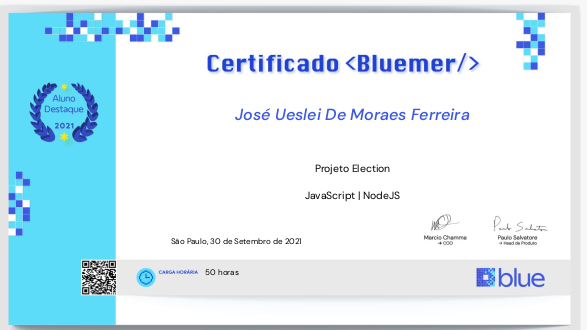 Certificado <Bluemer/>
Aluno
Destaque
2021
José Ueslei De Moraes Ferreira
Projeto Election
JavaScript | NodeJS
São Paulo, 30 de Setembro de 2021
Marcio Chamma
→ COO
Paulo Salvatore
→ Head de Produto
CARGA HORÁRIA
50 horas
blue